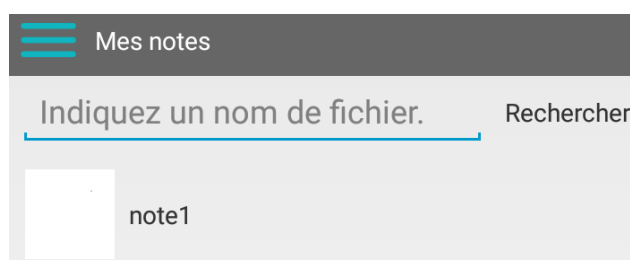 Mes notes
Indiquez un nom de fichier.
Rechercher
note1